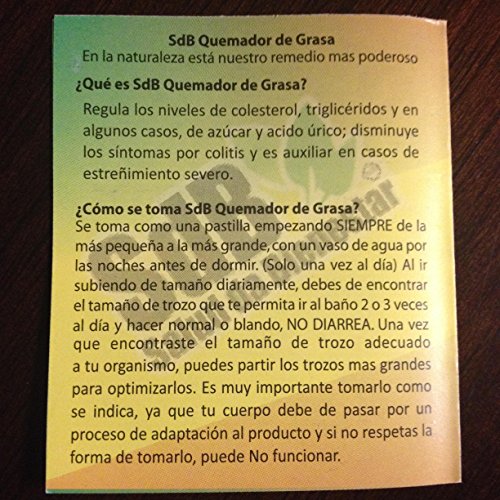 SdB Quemador de Grasa
En la naturaleza está nuestro remedio mas poderoso
¿Qué es SdB Quemador de Grasa?
Regula los niveles de colesterol, triglicéridos y en
algunos casos, de azúcar y acido úrico; disminuye
los síntomas por colitis y es auxiliar en casos de
estreñimiento severo.
¿Cómo se toma SdB Quemador de Grasa?
Se toma como una pastilla empezando SIEMPRE de la
más pequeña a la más grande, con un vaso de agua por
las noches antes de dormir. (Solo una vez al día) Al ir
subiendo de tamaño diariamente, debes de encontrar
el tamaño de trozo que te permita ir al baño 2 o 3 veces
al día y hacer normal o blando, NO DIARREA. Una vez
que encontraste el tamaño de trozo adecuado
a tu organismo, puedes partir los trozos mas grandes
para optimizarlos. Es muy importante tomarlo como
se indica, ya que tu cuerpo debe de pasar por un
proceso de adaptación al producto y si no respetas la
forma de tomarlo, puede No funcionar.